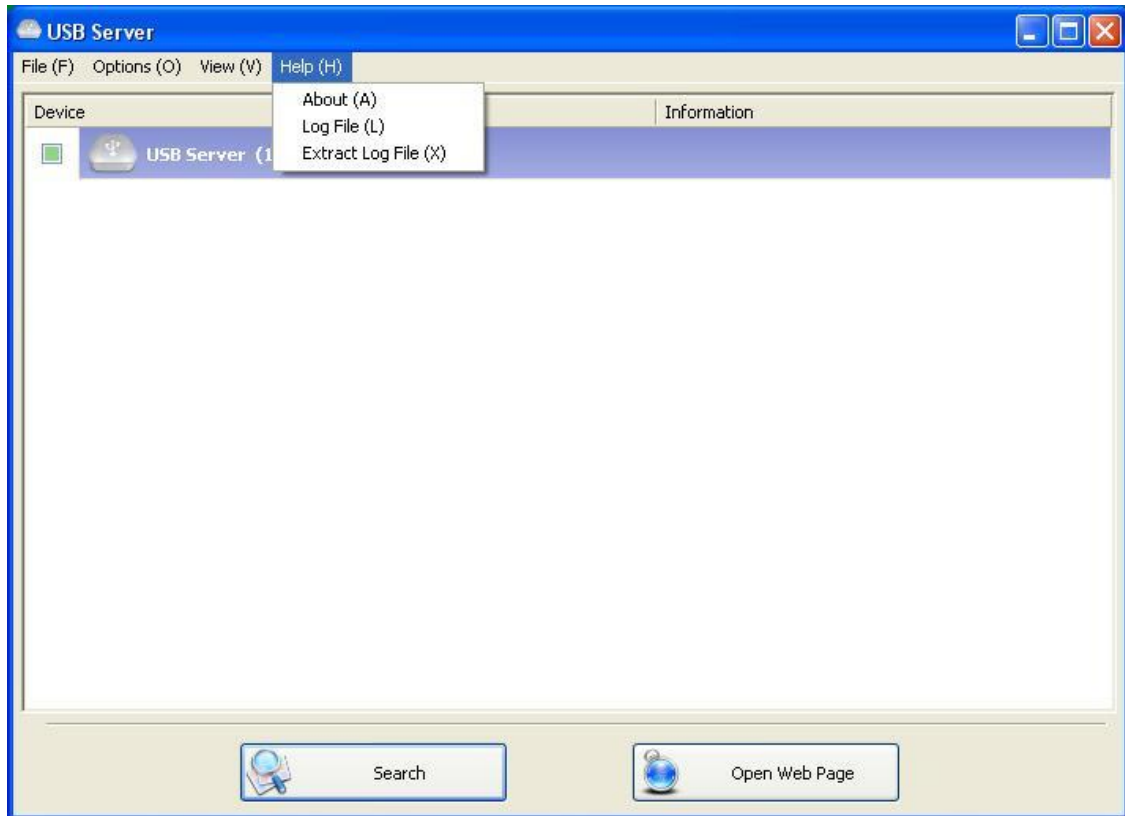 USB Server
File (F) Options (O) View (V) Help (H)
About (A)
Log File (L)
Extract Log File (X)
Device Information
USB Server (1
Search Open Web Page